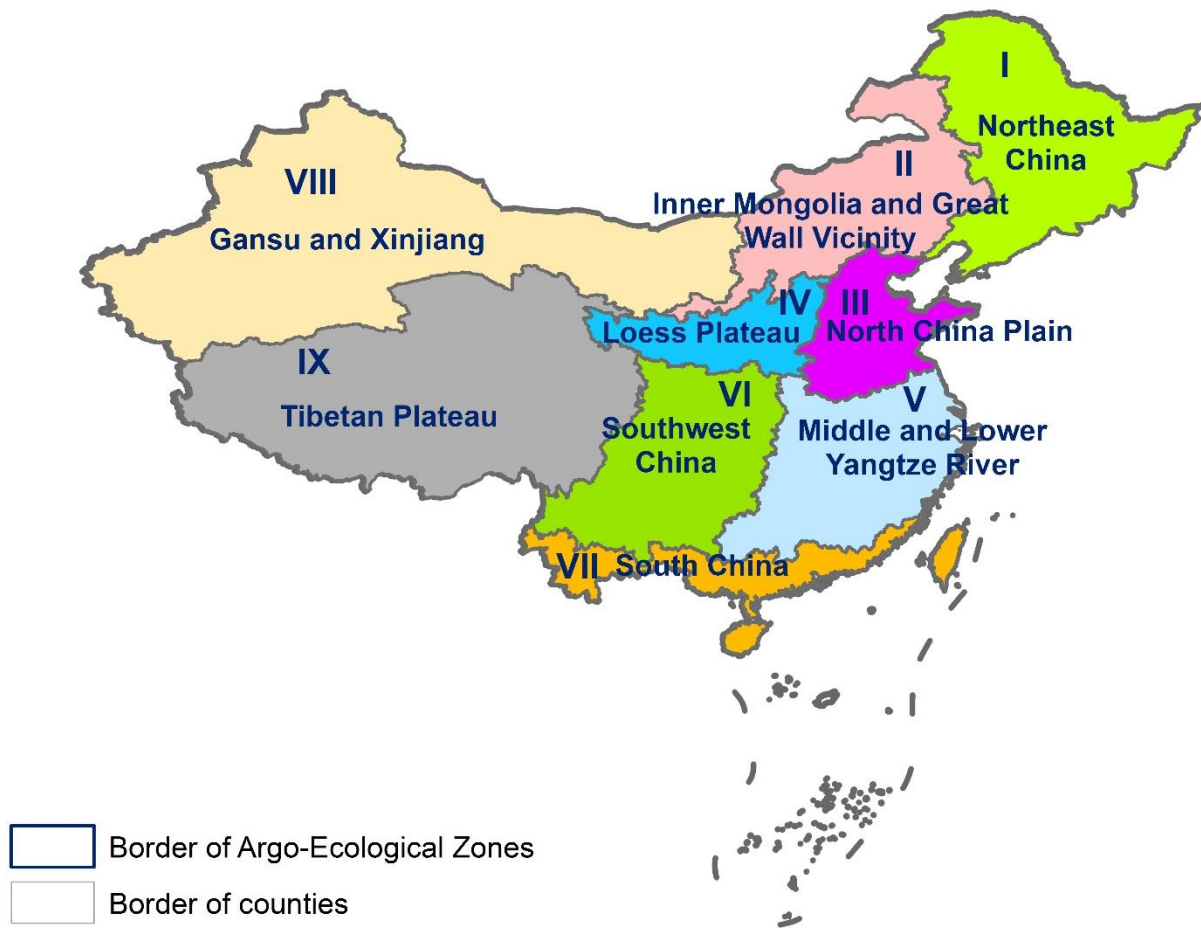 I
Northeast
China
II
Inner Mongolia and Great
Wall Vicinity
VIII
Gansu and Xinjiang
III
North China Plain
IV
Loess Plateau
IX
Tibetan Plateau
VI
Southwest
China
V
Middle and Lower
Yangtze River
VII South China
Border of Argo-Ecological Zones
Border of counties